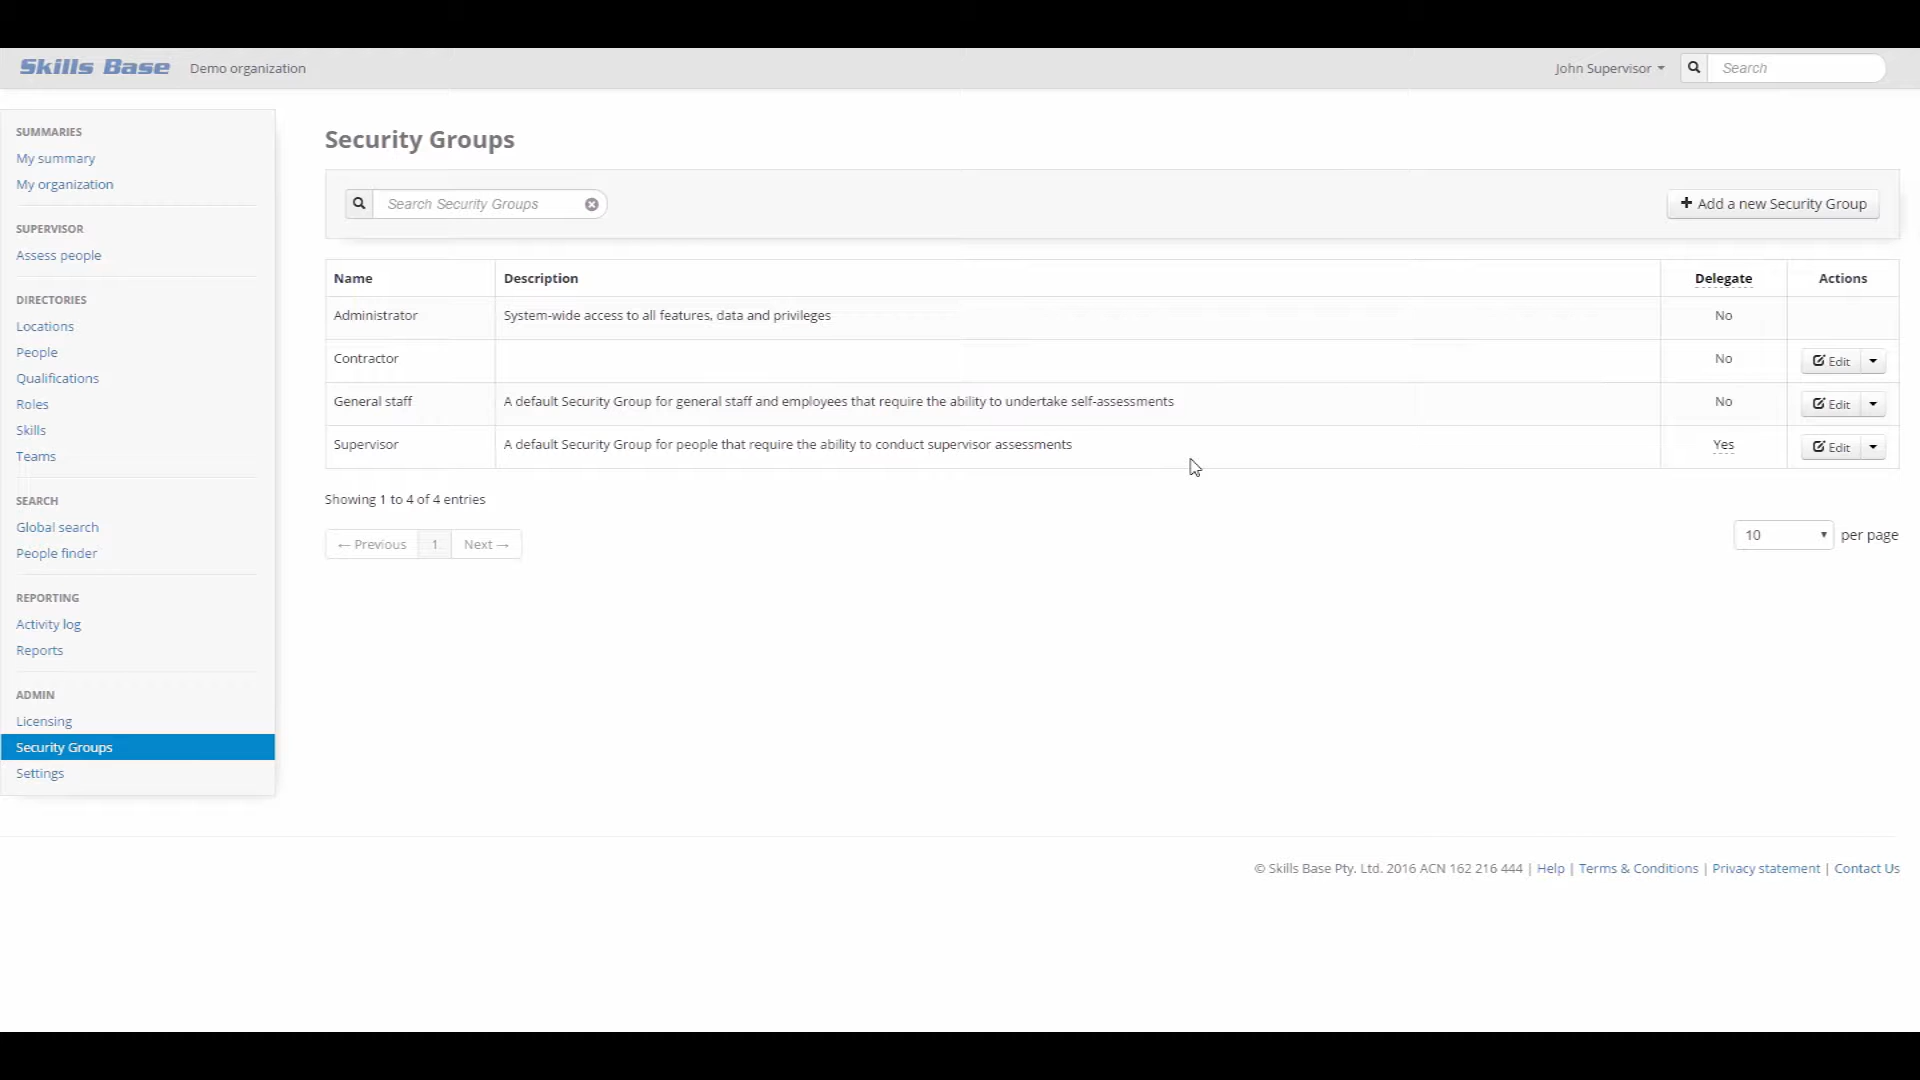 Skills Base Demo organization John Supervisor Search
SUMMARIES
My summary
My organization
SUPERVISOR
Assess people
DIRECTORIES
Locations
People
Qualifications
Roles
Skills
Teams
SEARCH
Global search
People finder
REPORTING
Activity log
Reports
ADMIN
Licensing
Security Groups
Settings
Security Groups
Search Security Groups + Add a new Security Group
Name Description Delegate Actions
Administrator System-wide access to all features, data and privileges No
Contractor No Edit
General staff A default Security Group for general staff and employees that require the ability to undertake self-assessments No Edit
Supervisor A default Security Group for people that require the ability to conduct supervisor assessments Yes Edit
Showing 1 to 4 of 4 entries
← Previous 1 Next → 10 per page
© Skills Base Pty. Ltd. 2016 ACN 162 216 444 | Help | Terms & Conditions | Privacy statement | Contact Us